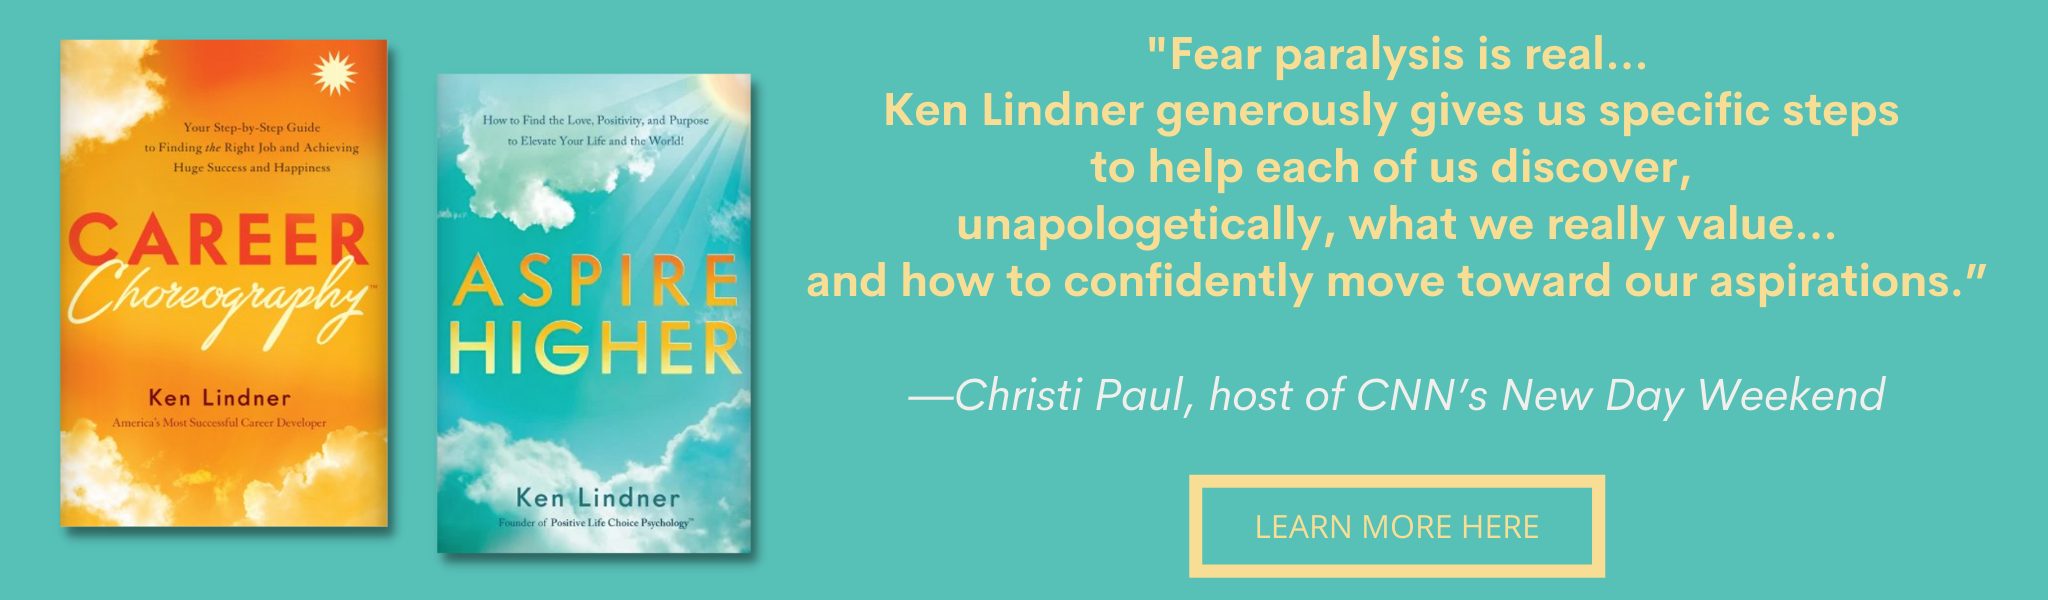 Your Step-by-Step Guide
to Finding the Right Job and Achieving
Huge Success and Happiness
CAREER
Choreography™
Ken Lindner
America's Most Successful Career Developer
How to Find the Love, Positivity, and Purpose
to Elevate Your Life and the World!
ASPIRE
HIGHER
Ken Lindner
Founder of Positive Life Choice Psychology™
"Fear paralysis is real...
Ken Lindner generously gives us specific steps
to help each of us discover,
unapologetically, what we really value...
and how to confidently move toward our aspirations.”
—Christi Paul, host of CNN’s New Day Weekend
LEARN MORE HERE